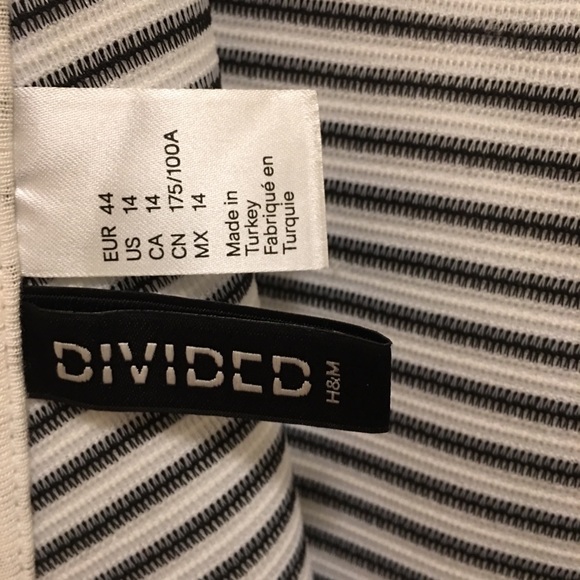 EUR 44
US 14
CA 14
CN 175/100A
MX 14
Made in
Turkey
Fabriqué en
Turquie
DIVIDED
H&M